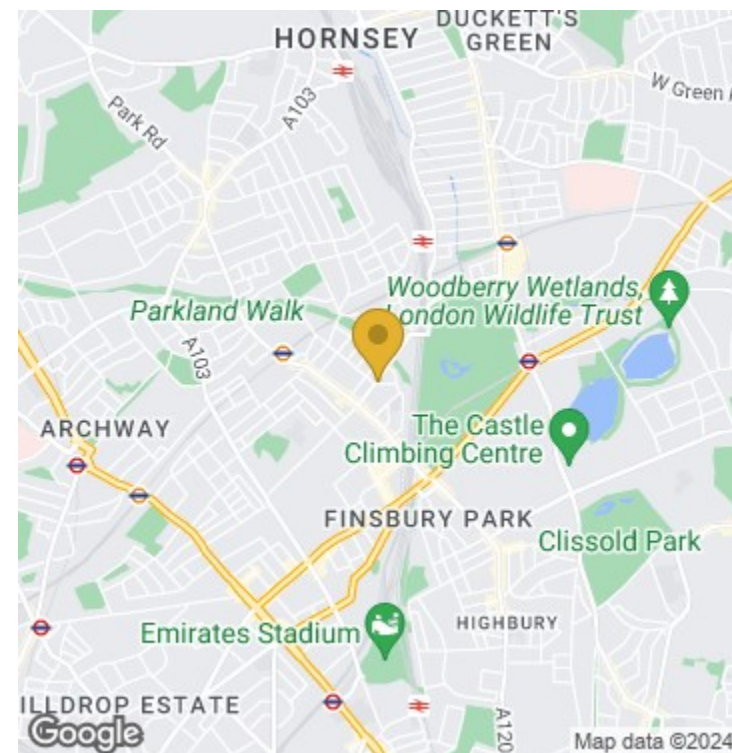 DUCKETT'S
GREEN
HORNSEY
W Green
Park Rd
A103
Woodberry Wetlands,
London Wildlife Trust
Parkland Walk
A103
ARCHWAY
The Castle
Climbing Centre
FINSBURY PARK
Clissold Park
Emirates Stadium
HIGHBURY
ILLDROP ESTATE
A120
Google
Map data ©2024